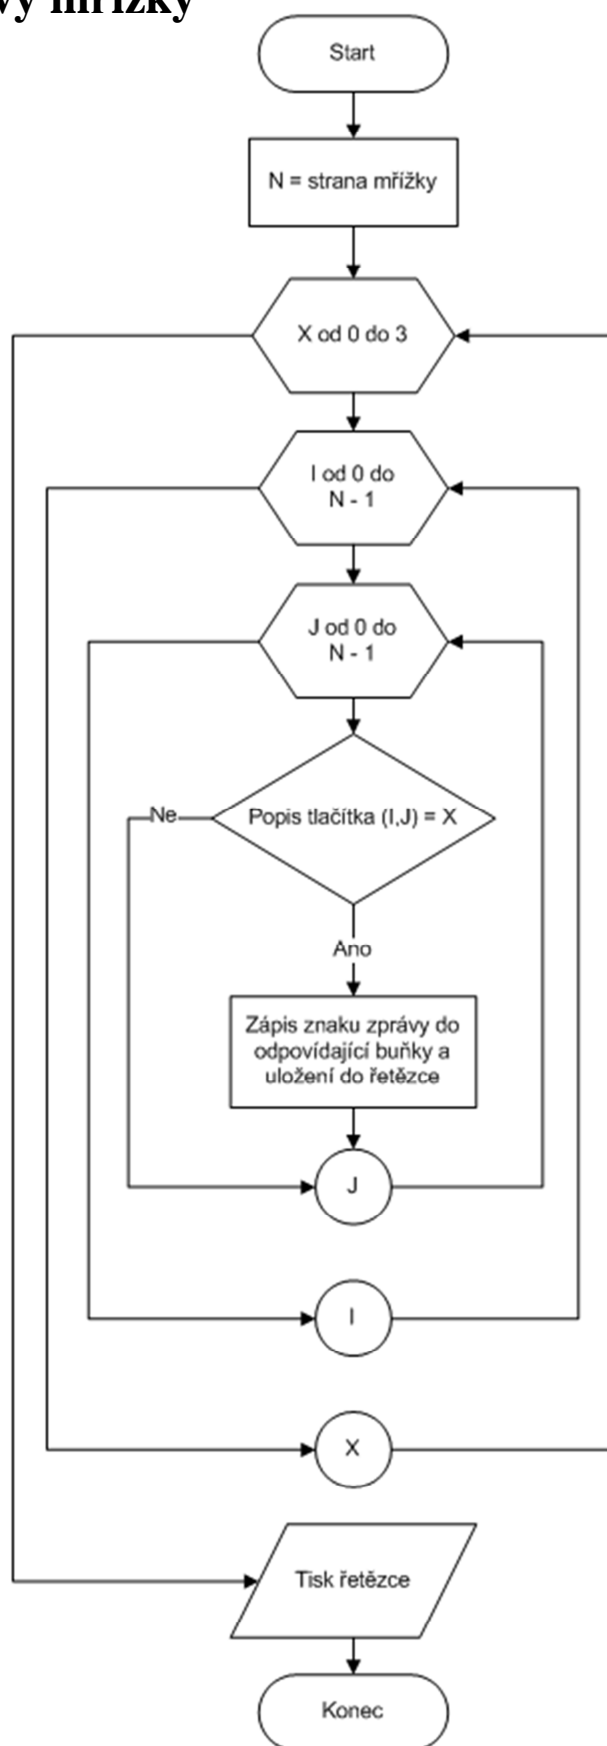 mřížky
Start
N = strana mřížky
X od 0 do 3
I od 0 do
N - 1
J od 0 do
N - 1
Popis tlačítka (I,J) = X
Ne
Ano
Zápis znaku zprávy do
odpovídající buňky a
uložení do řetězce
J
I
X
Tisk řetězce
Konec